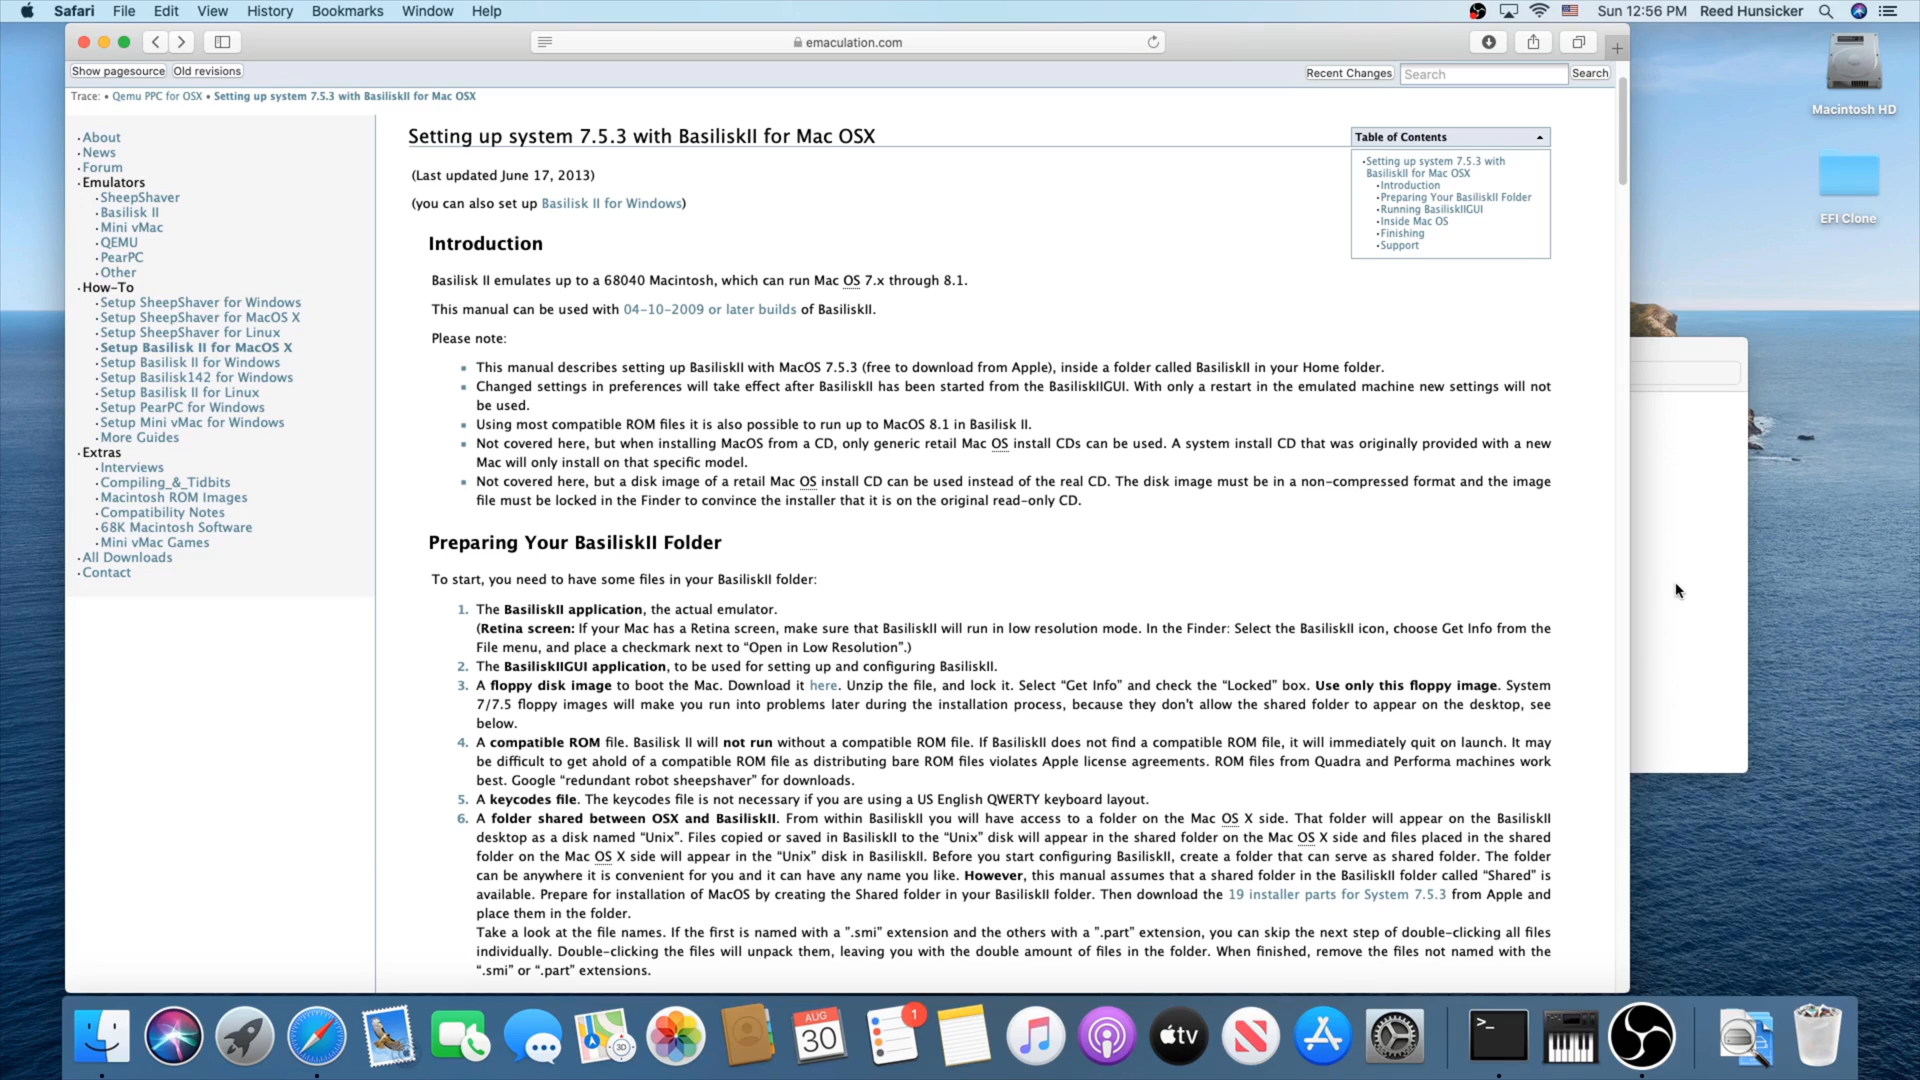 Safari File Edit View History Bookmarks Window Help
Sun 12:56 PM Reed Hunsicker
emaculation.com
Show pagesource Old revisions
Recent Changes Search Search
Trace: • Qemu PPC for OSX • Setting up system 7.5.3 with BasiliskII for Mac OSX
About
News
Forum
Emulators
SheepShaver
Basilisk II
Mini vMac
QEMU
PearPC
Other
How-To
Setup SheepShaver for Windows
Setup SheepShaver for MacOS X
Setup SheepShaver for Linux
Setup Basilisk II for MacOS X
Setup Basilisk II for Windows
Setup Basilisk142 for Windows
Setup Basilisk II for Linux
Setup PearPC for Windows
Setup Mini vMac for Windows
More Guides
Extras
Interviews
Compiling_&_Tidbits
Macintosh ROM Images
Compatibility Notes
68K Macintosh Software
Mini vMac Games
All Downloads
Contact
Setting up system 7.5.3 with BasiliskII for Mac OSX
(Last updated June 17, 2013)
(you can also set up Basilisk II for Windows)
Introduction
Basilisk II emulates up to a 68040 Macintosh, which can run Mac OS 7.x through 8.1.
This manual can be used with 04-10-2009 or later builds of BasiliskII.
Please note:
This manual describes setting up BasiliskII with MacOS 7.5.3 (free to download from Apple), inside a folder called BasiliskII in your Home folder.
Changed settings in preferences will take effect after BasiliskII has been started from the BasiliskIIGUI. With only a restart in the emulated machine new settings will not
be used.
Using most compatible ROM files it is also possible to run up to MacOS 8.1 in Basilisk II.
Not covered here, but when installing MacOS from a CD, only generic retail Mac OS install CDs can be used. A system install CD that was originally provided with a new
Mac will only install on that specific model.
Not covered here, but a disk image of a retail Mac OS install CD can be used instead of the real CD. The disk image must be in a non-compressed format and the image
file must be locked in the Finder to convince the installer that it is on the original read-only CD.
Preparing Your BasiliskII Folder
To start, you need to have some files in your BasiliskII folder:
1. The BasiliskII application, the actual emulator.
(Retina screen: If your Mac has a Retina screen, make sure that BasiliskII will run in low resolution mode. In the Finder: Select the BasiliskII icon, choose Get Info from the
File menu, and place a checkmark next to “Open in Low Resolution”.)
2. The BasiliskIIGUI application, to be used for setting up and configuring BasiliskII.
3. A floppy disk image to boot the Mac. Download it here. Unzip the file, and lock it. Select “Get Info” and check the “Locked” box. Use only this floppy image. System
7/7.5 floppy images will make you run into problems later during the installation process, because they don't allow the shared folder to appear on the desktop, see
below.
4. A compatible ROM file. Basilisk II will not run without a compatible ROM file. If BasiliskII does not find a compatible ROM file, it will immediately quit on launch. It may
be difficult to get ahold of a compatible ROM file as distributing bare ROM files violates Apple license agreements. ROM files from Quadra and Performa machines work
best. Google “redundant robot sheepshaver” for downloads.
5. A keycodes file. The keycodes file is not necessary if you are using a US English QWERTY keyboard layout.
6. A folder shared between OSX and BasiliskII. From within BasiliskII you will have access to a folder on the Mac OS X side. That folder will appear on the BasiliskII
desktop as a disk named “Unix”. Files copied or saved in BasiliskII to the “Unix” disk will appear in the shared folder on the Mac OS X side and files placed in the shared
folder on the Mac OS X side will appear in the “Unix” disk in BasiliskII. Before you start configuring BasiliskII, create a folder that can serve as shared folder. The folder
can be anywhere it is convenient for you and it can have any name you like. However, this manual assumes that a shared folder in the BasiliskII folder called “Shared” is
available. Prepare for installation of MacOS by creating the Shared folder in your BasiliskII folder. Then download the 19 installer parts for System 7.5.3 from Apple and
place them in the folder.
Take a look at the file names. If the first is named with a ”.smi” extension and the others with a ”.part” extension, you can skip the next step of double-clicking all files
individually. Double-clicking the files will unpack them, leaving you with the double amount of files in the folder. When finished, remove the files not named with the
“.smi” or “.part” extensions.
Table of Contents
Setting up system 7.5.3 with
BasiliskII for Mac OSX
Introduction
Preparing Your BasiliskII Folder
Running BasiliskIIGUI
Inside Mac OS
Finishing
Support
Macintosh HD
EFI Clone
3D
AUG
30
1
tv
>_